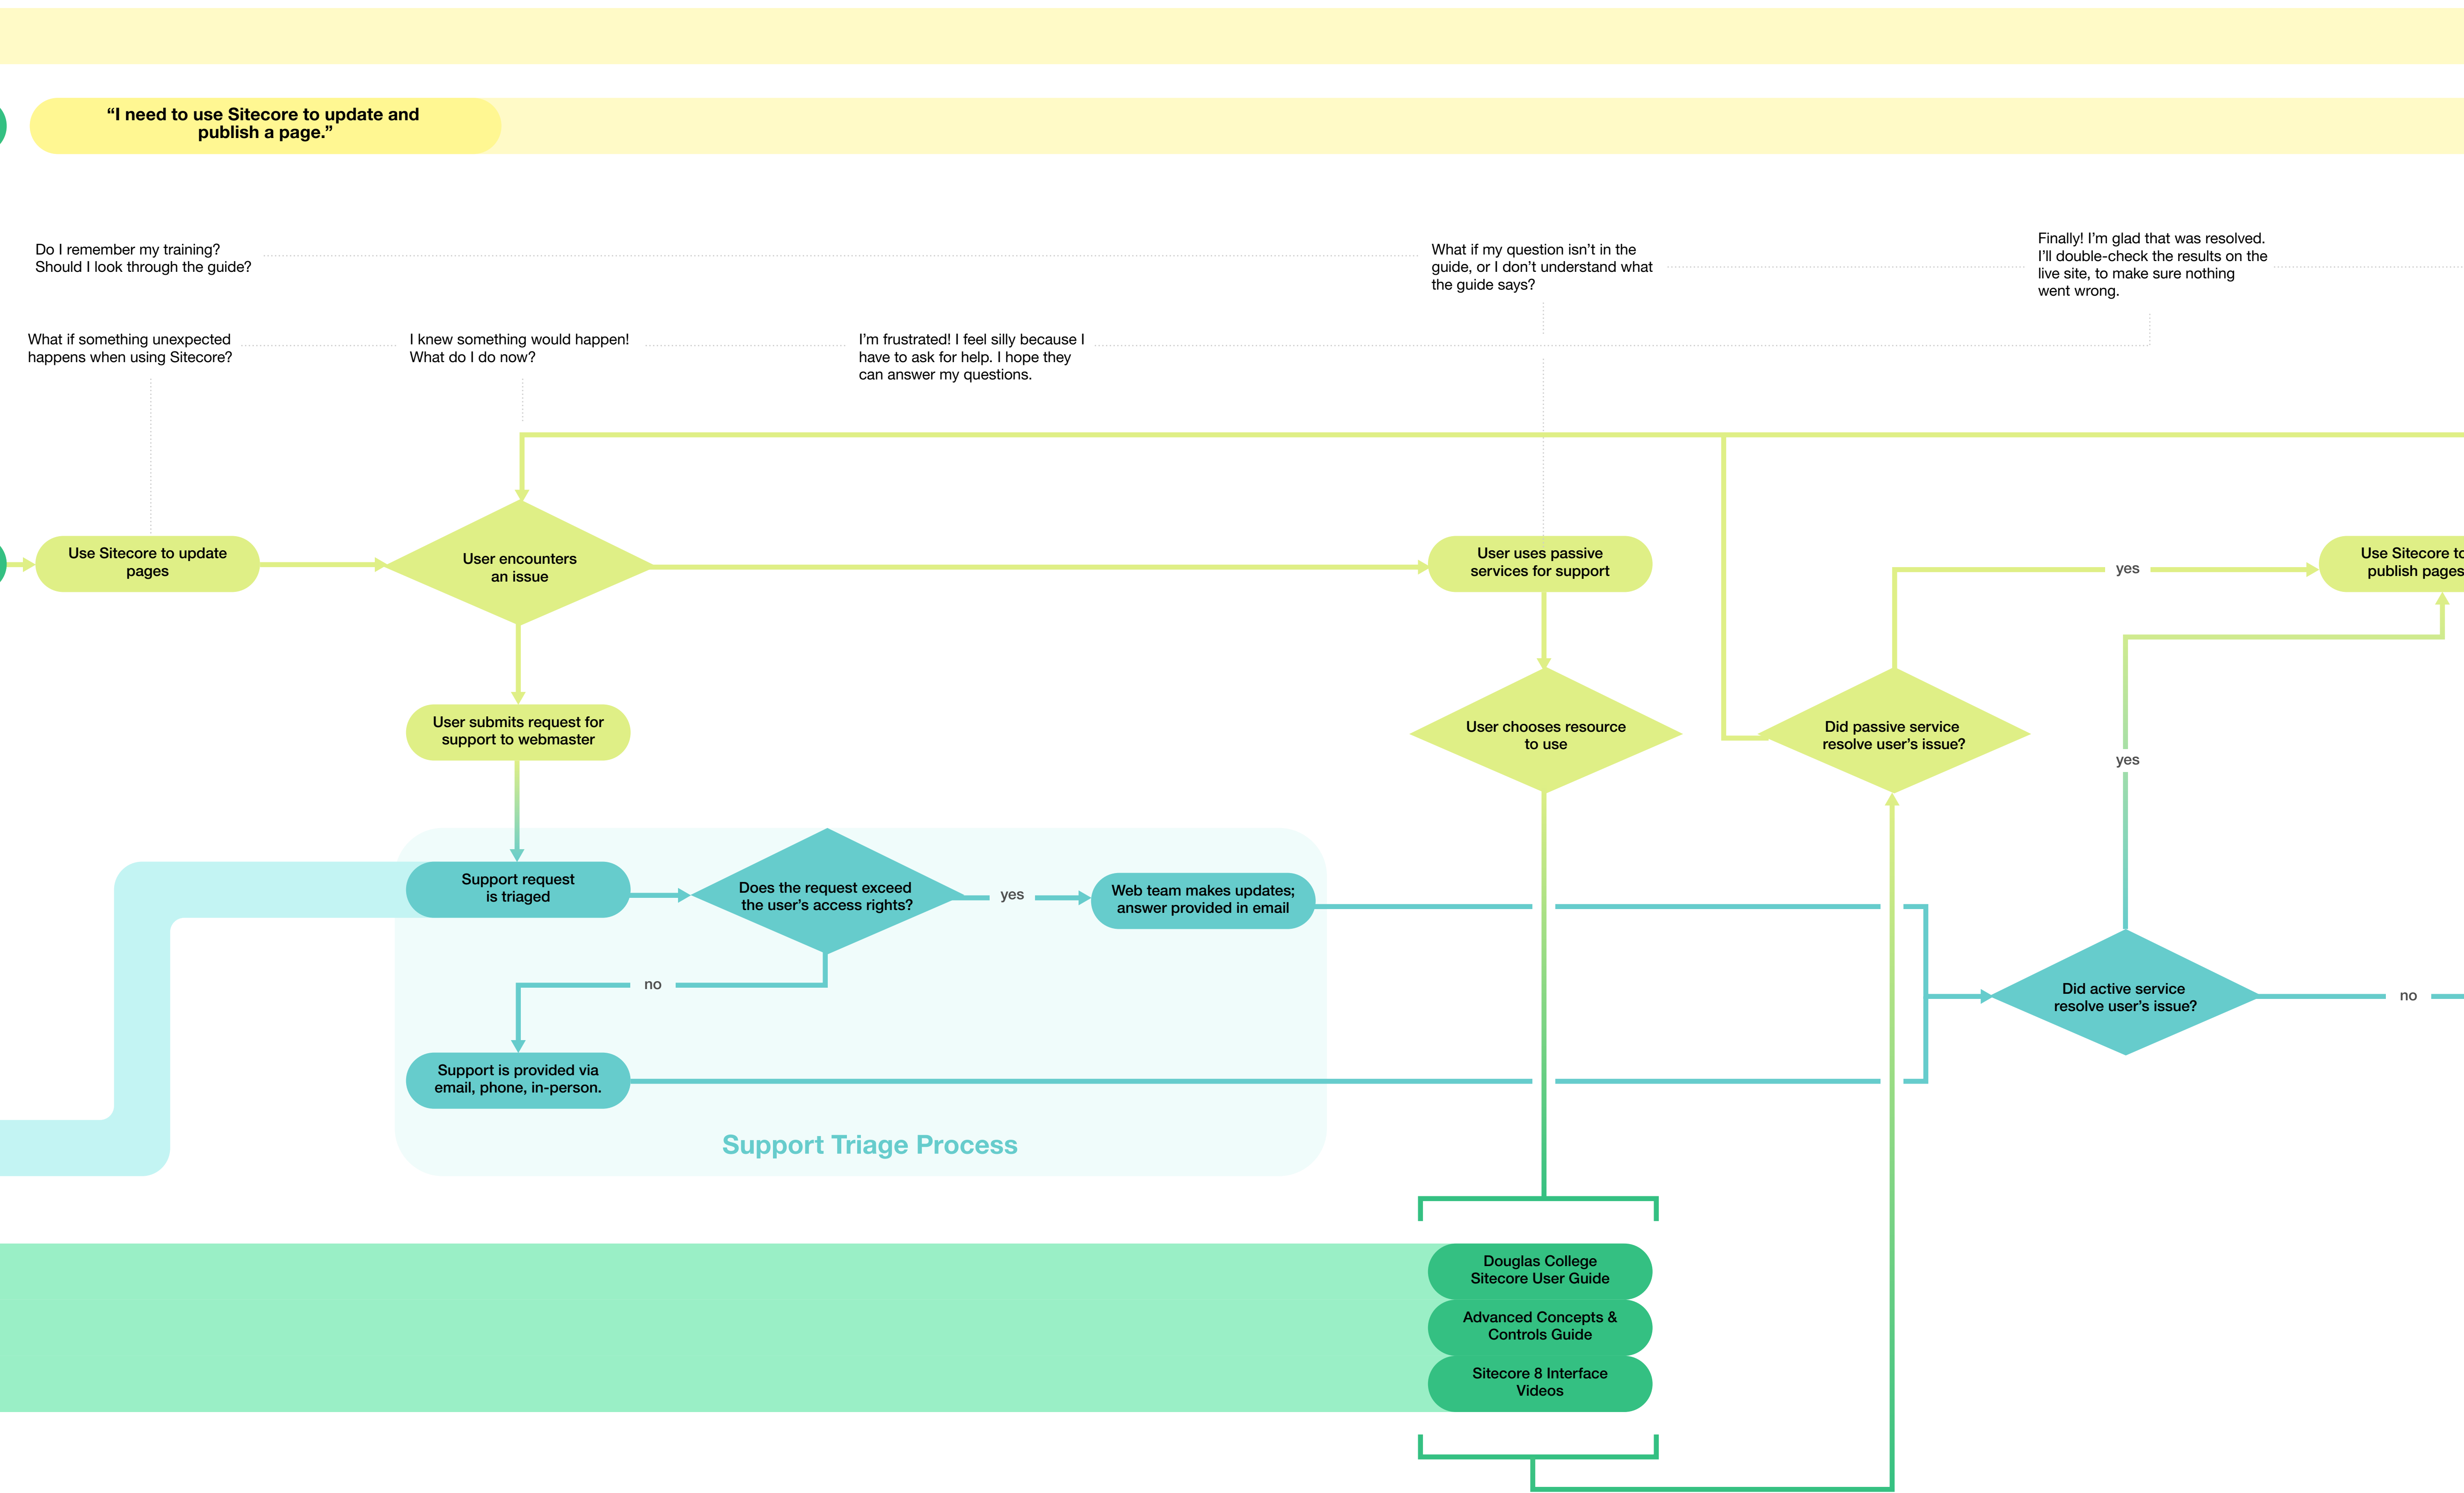 “I need to use Sitecore to update and
publish a page.”
Do I remember my training?
Should I look through the guide?
What if my question isn’t in the
guide, or I don’t understand what
the guide says?
Finally! I’m glad that was resolved.
I’ll double-check the results on the
live site, to make sure nothing
went wrong.
What if something unexpected
happens when using Sitecore?
I knew something would happen!
What do I do now?
I’m frustrated! I feel silly because I
have to ask for help. I hope they
can answer my questions.
Use Sitecore to update
pages
User encounters
an issue
User uses passive
services for support
yes
Use Sitecore to
publish pages
User submits request for
support to webmaster
User chooses resource
to use
Did passive service
resolve user’s issue?
yes
Support request
is triaged
Does the request exceed
the user’s access rights?
yes
Web team makes updates;
answer provided in email
no
Did active service
resolve user’s issue?
no
Support is provided via
email, phone, in-person.
Support Triage Process
Douglas College
Sitecore User Guide
Advanced Concepts &
Controls Guide
Sitecore 8 Interface
Videos